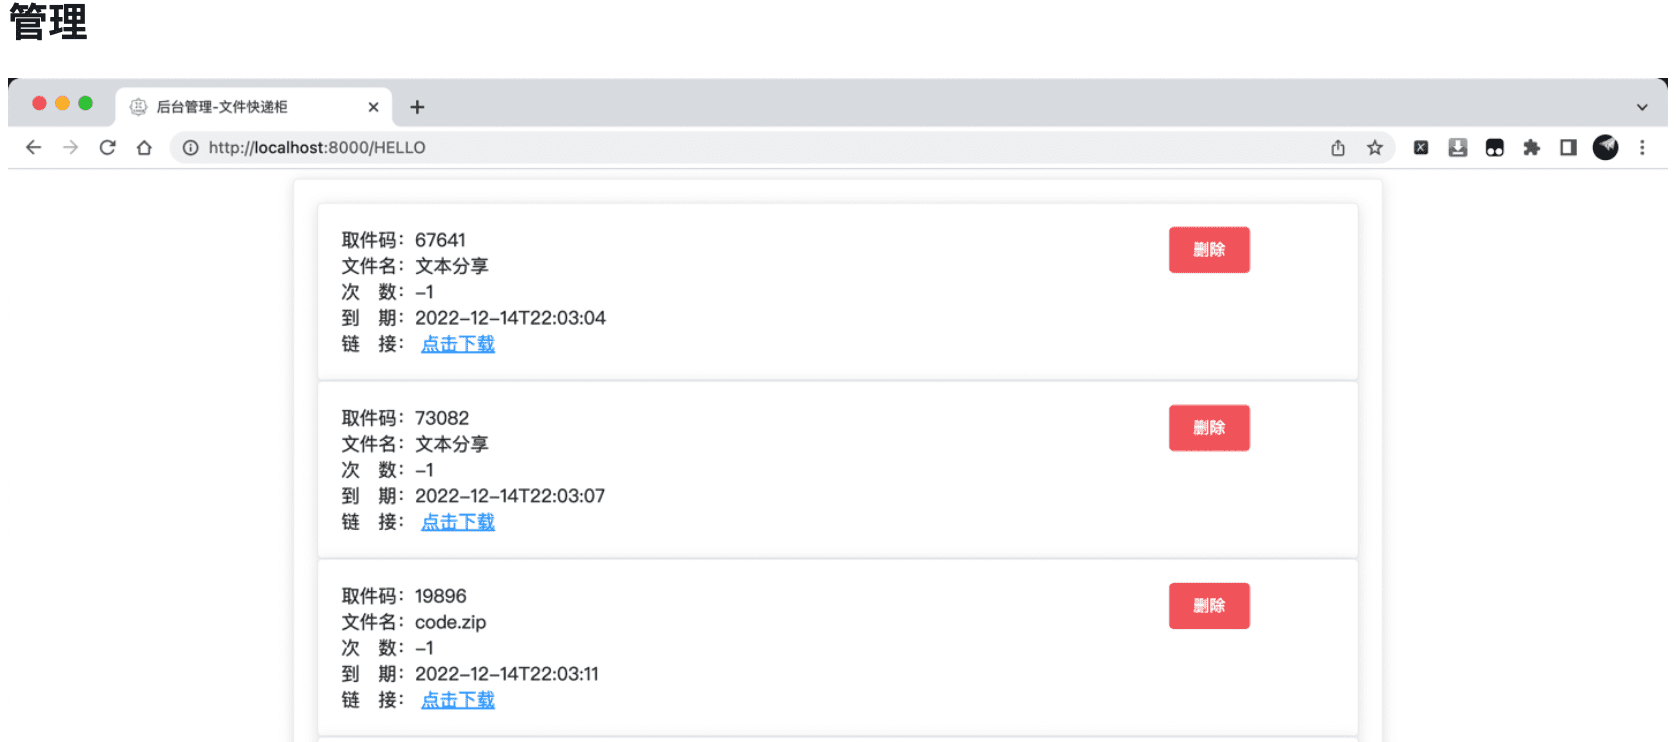 管理
后台管理-文件快递柜
http://localhost:8000/HELLO
取件码：67641
删除
文件名：文本分享
次　数：-1
到　期：2022-12-14T22:03:04
链　接：点击下载
取件码：73082
删除
文件名：文本分享
次　数：-1
到　期：2022-12-14T22:03:07
链　接：点击下载
取件码：19896
删除
文件名：code.zip
次　数：-1
到　期：2022-12-14T22:03:11
链　接：点击下载